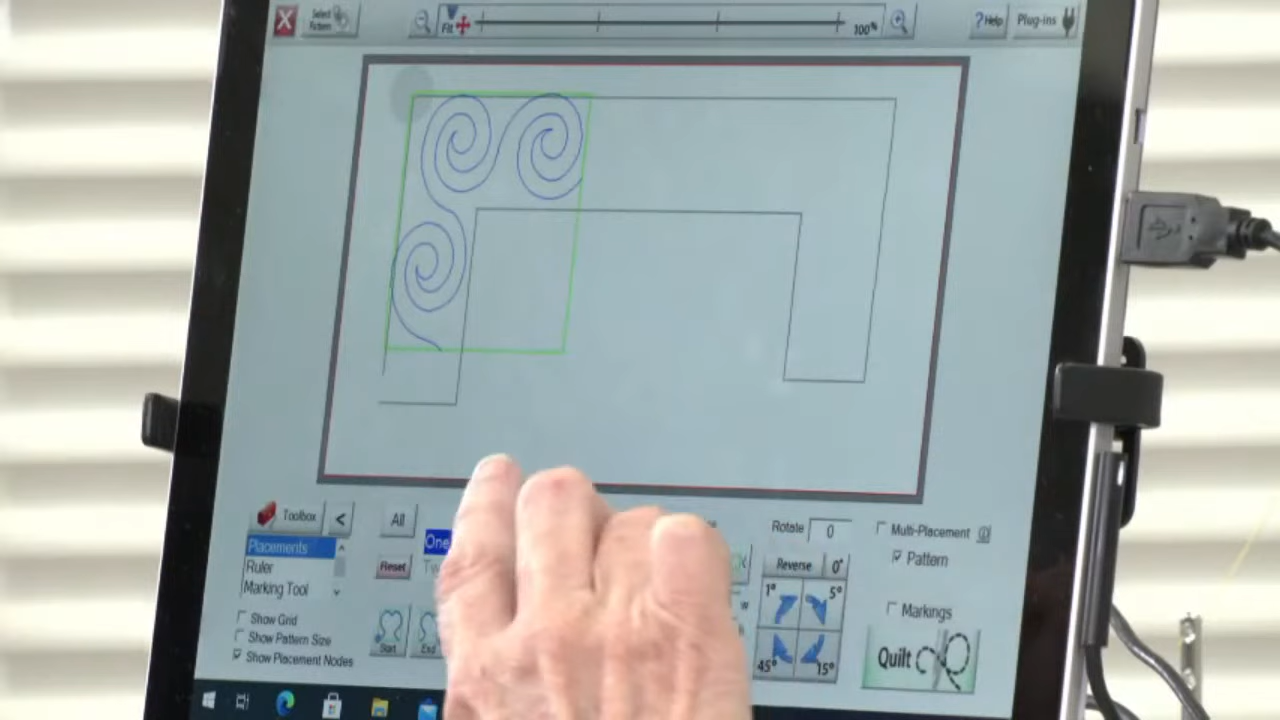 Select
Pattern
Fit
100%
? Help
Plug-ins
Toolbox
<
All
One
Rotate
0
Multi-Placement
Placements
Ruler
Marking Tool
Reset
Reverse
0°
Pattern
1°
5°
45°
15°
Markings
Show Grid
Show Pattern Size
Show Placement Nodes
Start
End
Quilt